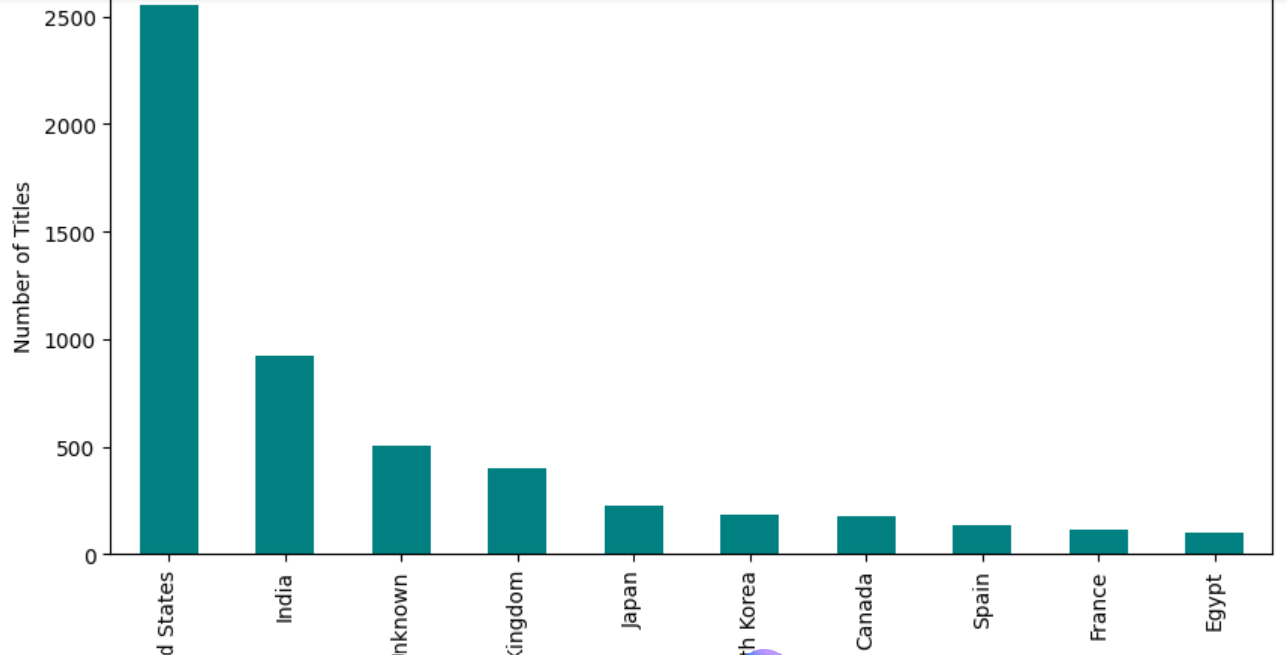 2500
2000
1500
1000
500
0
Number of Titles
d States
India
nknown
Kingdom
Japan
th Korea
Canada
Spain
France
Egypt